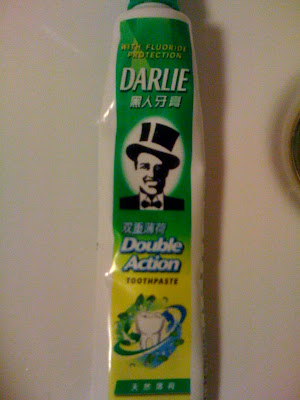 WITH FLUORIDE
PROTECTION
DARLIE
黑人牙膏
双重薄荷
Double
Action
TOOTHPASTE
天然薄荷